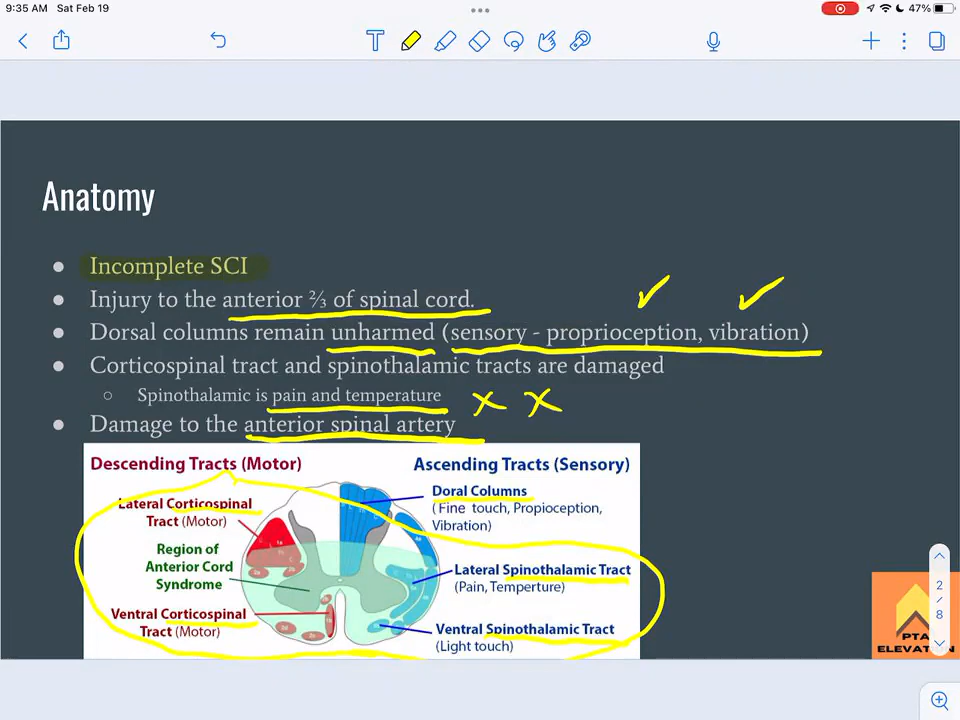 9:35 AM Sat Feb 19
47%
Anatomy
Incomplete SCI
Injury to the anterior ⅔ of spinal cord.
Dorsal columns remain unharmed (sensory - proprioception, vibration)
Corticospinal tract and spinothalamic tracts are damaged
Spinothalamic is pain and temperature
Damage to the anterior spinal artery
Descending Tracts (Motor)
Ascending Tracts (Sensory)
Lateral Corticospinal
Tract (Motor)
Region of
Anterior Cord
Syndrome
Ventral Corticospinal
Tract (Motor)
Doral Columns
(Fine touch, Propioception,
Vibration)
Lateral Spinothalamic Tract
(Pain, Temperture)
Ventral Spinothalamic Tract
(Light touch)
2
/
8
PTA